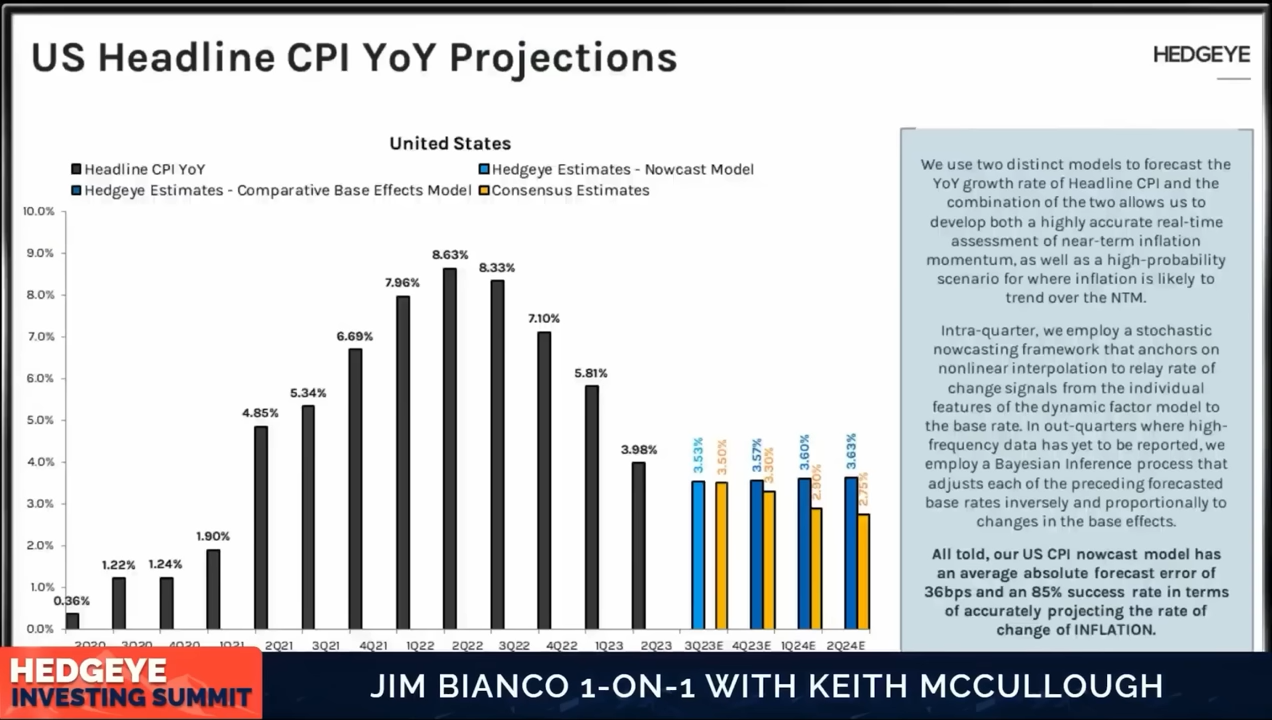 US Headline CPI YoY Projections
HEDGEYE
United States
Headline CPI YoY
Hedgeye Estimates - Nowcast Model
Hedgeye Estimates - Comparative Base Effects Model
Consensus Estimates
10.0%
9.0%
8.0%
7.0%
6.0%
5.0%
4.0%
3.0%
2.0%
1.0%
0.0%
0.36%
1.22%
1.24%
1.90%
4.85%
5.34%
6.69%
7.96%
8.63%
8.33%
7.10%
5.81%
3.98%
3.53%
3.50%
3.57%
3.30%
3.60%
2.90%
3.63%
2.75%
2Q20 3Q20 4Q20 1Q21 2Q21 3Q21 4Q21 1Q22 2Q22 3Q22 4Q22 1Q23 2Q23 3Q23E 4Q23E 1Q24E 2Q24E
We use two distinct models to forecast the
YoY growth rate of Headline CPI and the
combination of the two allows us to
develop both a highly accurate real-time
assessment of near-term inflation
momentum, as well as a high-probability
scenario for where inflation is likely to
trend over the NTM.
Intra-quarter, we employ a stochastic
nowcasting framework that anchors on
nonlinear interpolation to relay rate of
change signals from the individual
features of the dynamic factor model to
the base rate. In out-quarters where high-
frequency data has yet to be reported, we
employ a Bayesian Inference process that
adjusts each of the preceding forecasted
base rates inversely and proportionally to
changes in the base effects.
All told, our US CPI nowcast model has
an average absolute forecast error of
36bps and an 85% success rate in terms
of accurately projecting the rate of
change of INFLATION.
HEDGEYE
INVESTING SUMMIT
JIM BIANCO 1-ON-1 WITH KEITH MCCULLOUGH